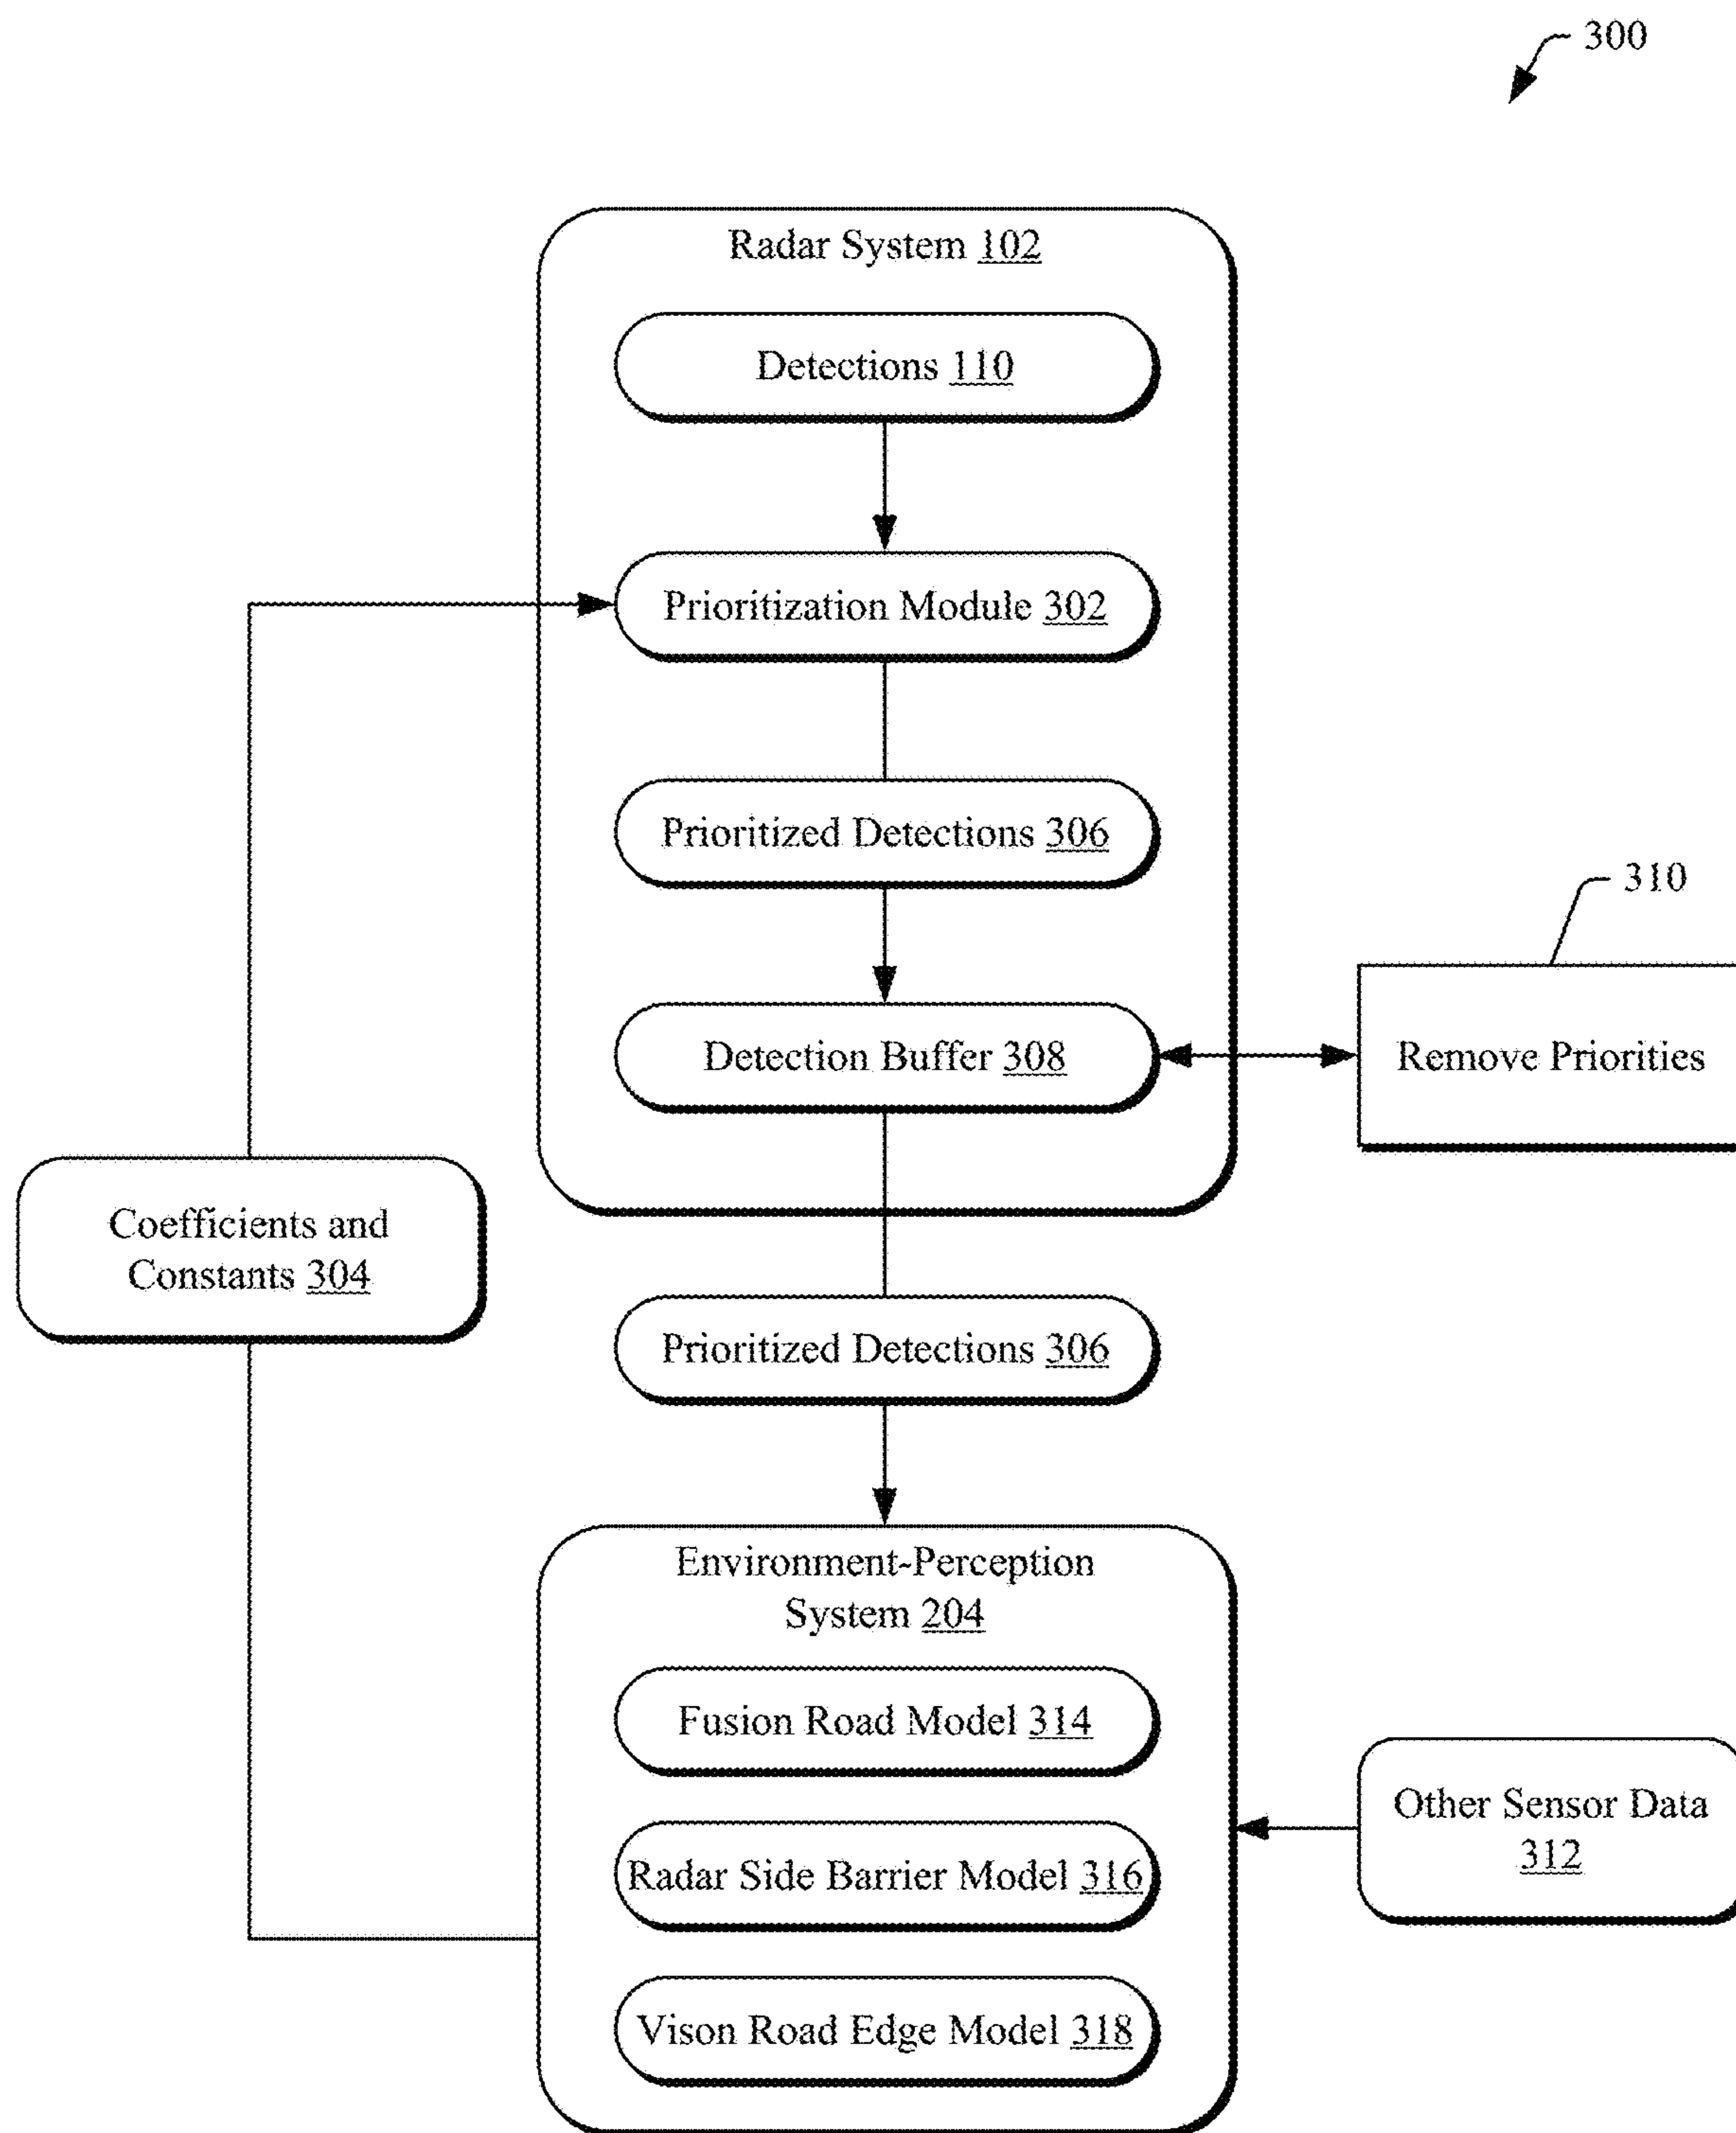 300
Radar System 102
Detections 110
Prioritization Module 302
Prioritized Detections 306
310
Detection Buffer 308
Remove Priorities
Coefficients and
Constants 304
Prioritized Detections 306
Environment-Perception
System 204
Fusion Road Model 314
Other Sensor Data
312
Radar Side Barrier Model 316
Vison Road Edge Model 318